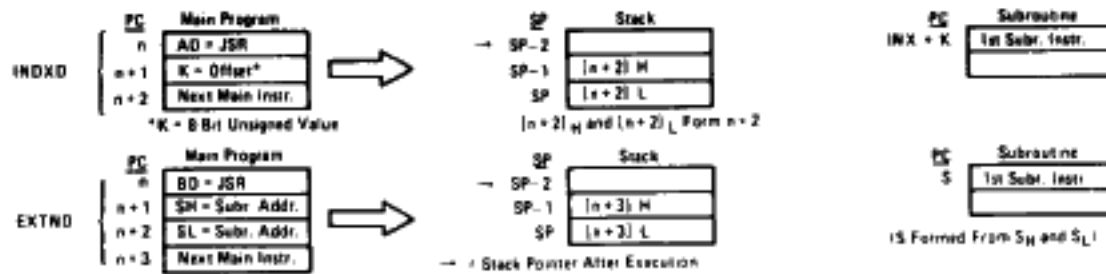 PC Main Program SP Stack PC Subroutine
n AD = JSR → SP-2 INX + K 1st Subr. Instr.
INDXD n + 1 K = Offset* SP-1 [n + 2] H
n + 2 Next Main Instr. SP [n + 2] L
*K = 8 Bit Unsigned Value [n + 2]H and [n + 2]L Form n + 2
PC Main Program SP Stack PC Subroutine
n BD = JSR → SP-2 S 1st Subr. Instr
EXTND n + 1 SH = Subr. Addr. SP-1 [n + 3] H
n + 2 SL = Subr. Addr. SP [n + 3] L (S Formed From SH and SL)
n + 3 Next Main Instr. → : Stack Pointer After Execution